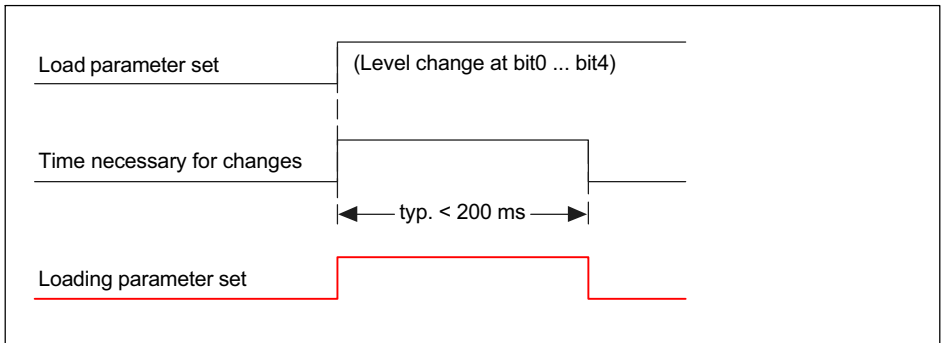 Load parameter set
(Level change at bit0 ... bit4)
Time necessary for changes
typ. < 200 ms
Loading parameter set